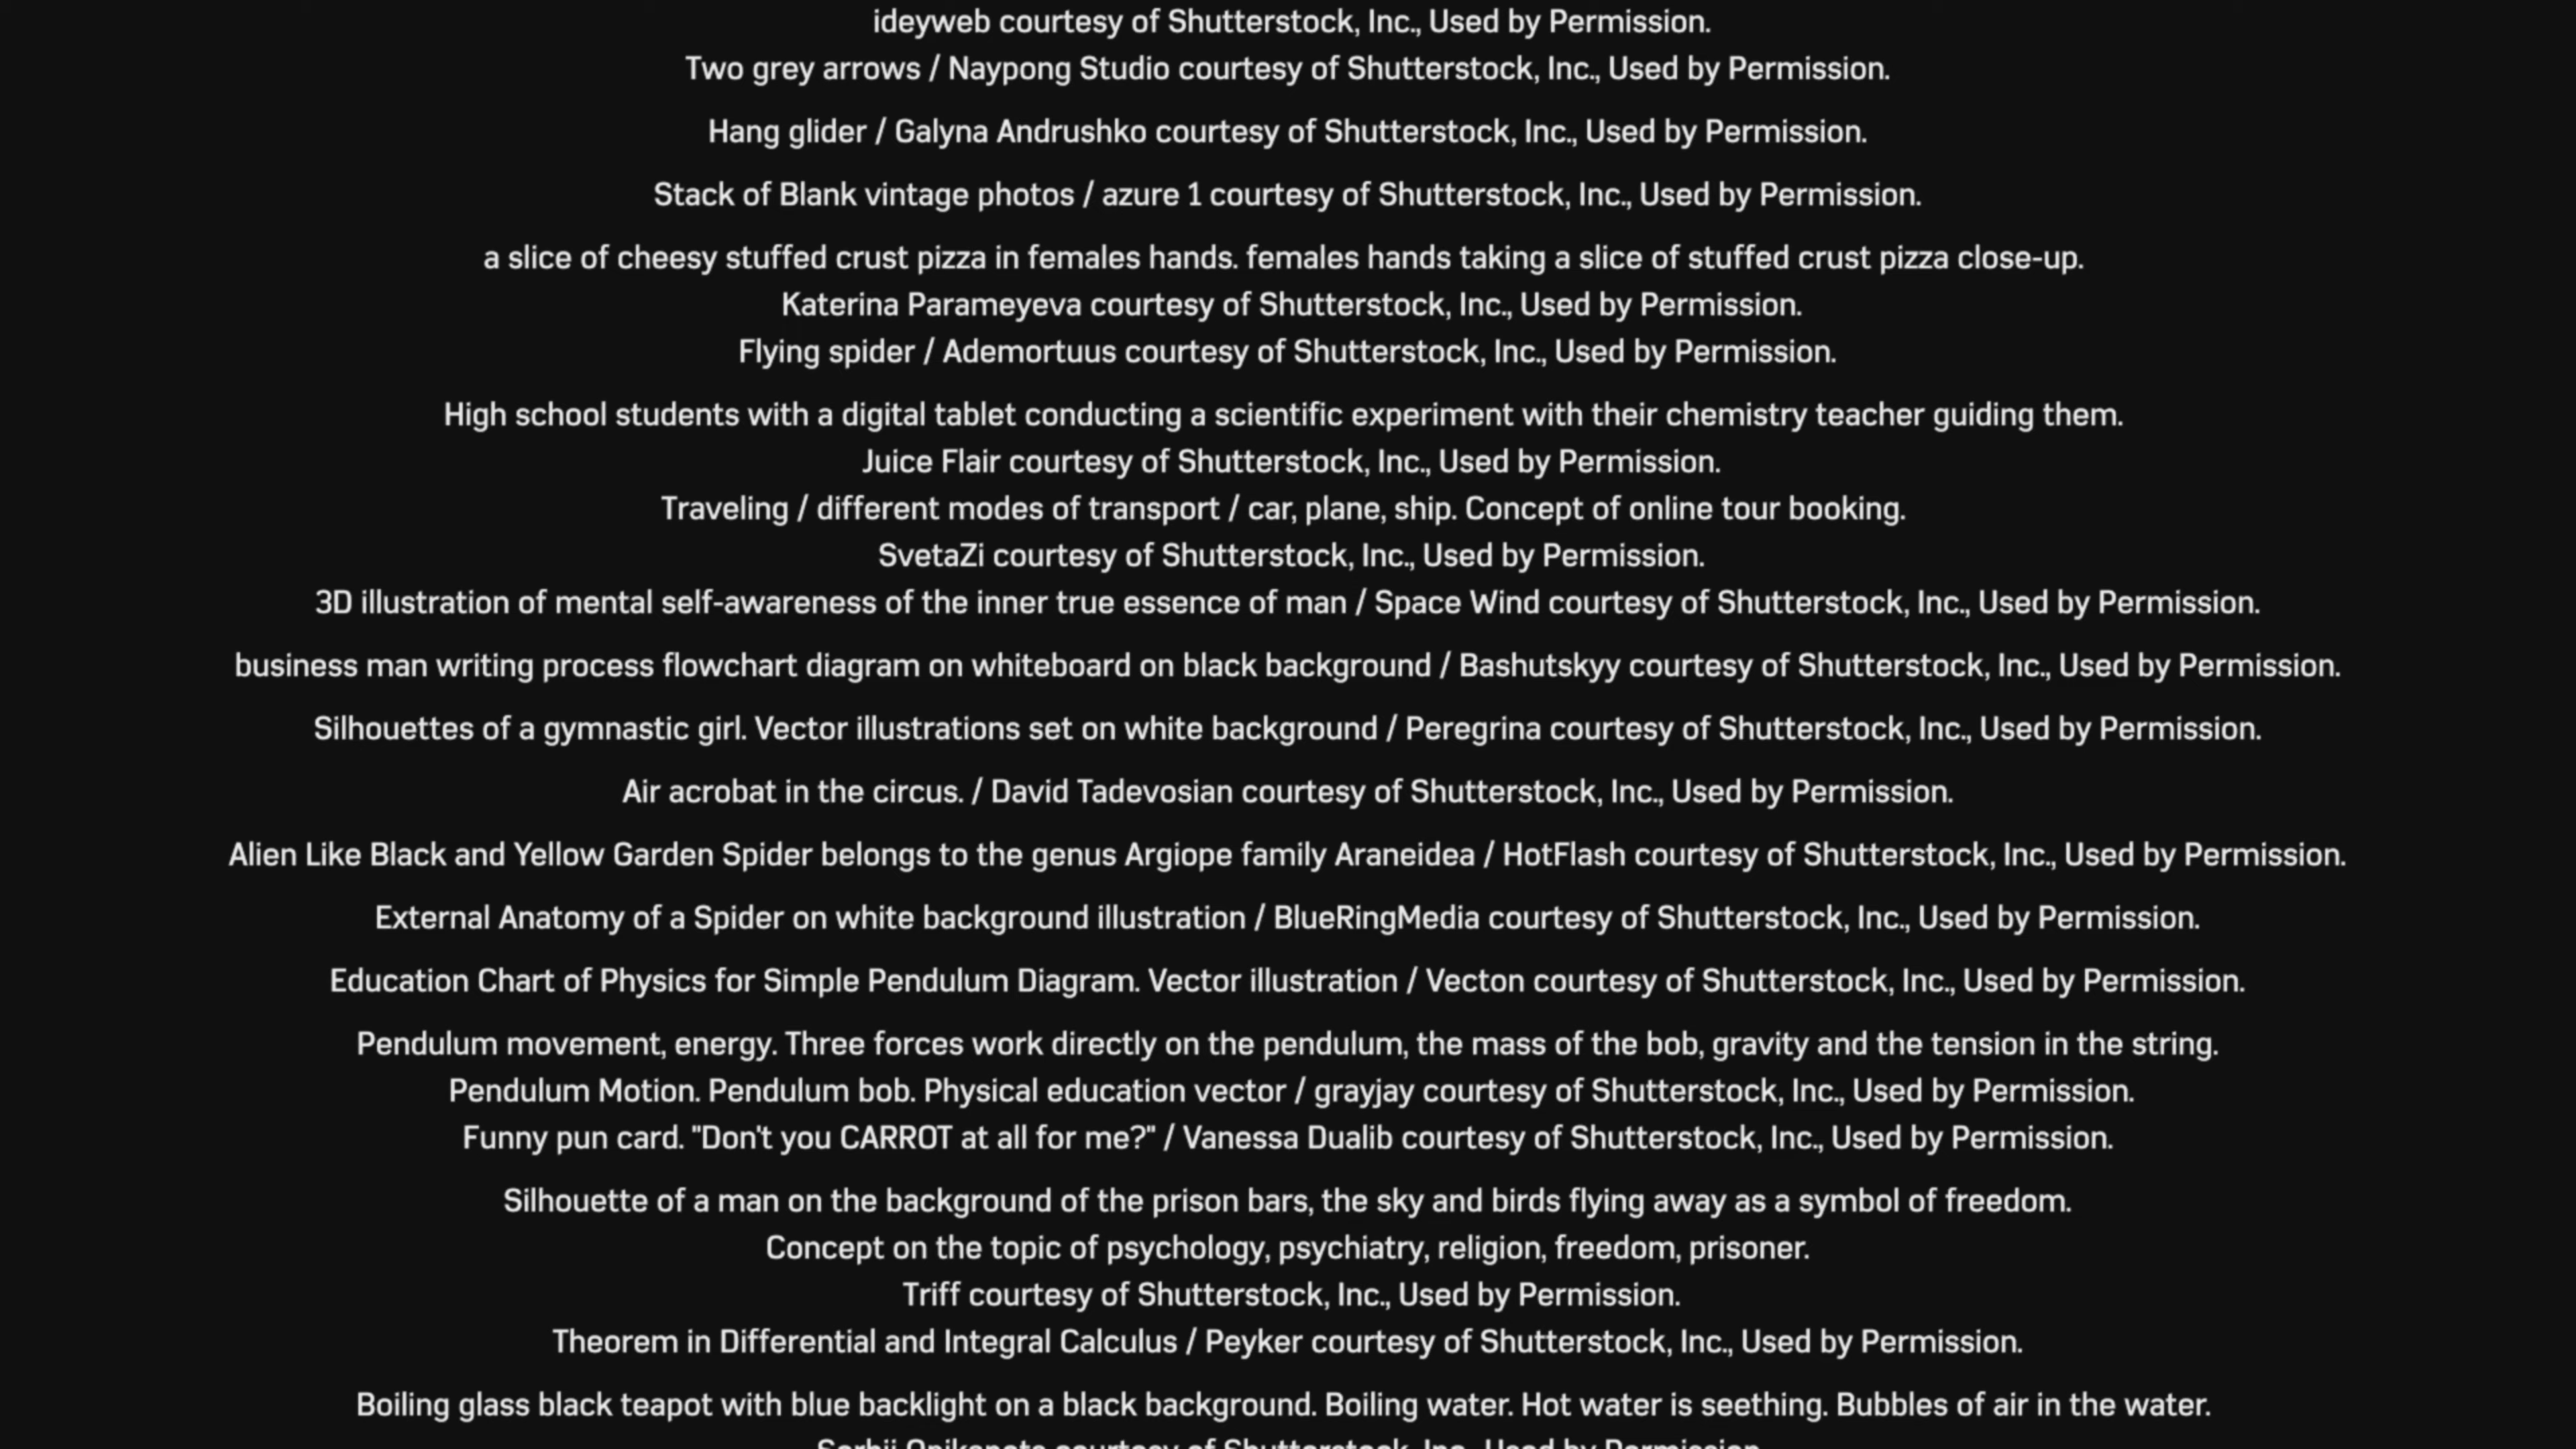 ideyweb courtesy of Shutterstock, Inc., Used by Permission.
Two grey arrows / Naypong Studio courtesy of Shutterstock, Inc., Used by Permission.
Hang glider / Galyna Andrushko courtesy of Shutterstock, Inc., Used by Permission.
Stack of Blank vintage photos / azure 1 courtesy of Shutterstock, Inc., Used by Permission.
a slice of cheesy stuffed crust pizza in females hands. females hands taking a slice of stuffed crust pizza close-up.
Katerina Parameyeva courtesy of Shutterstock, Inc., Used by Permission.
Flying spider / Ademortuus courtesy of Shutterstock, Inc., Used by Permission.
High school students with a digital tablet conducting a scientific experiment with their chemistry teacher guiding them.
Juice Flair courtesy of Shutterstock, Inc., Used by Permission.
Traveling / different modes of transport / car, plane, ship. Concept of online tour booking.
SvetaZi courtesy of Shutterstock, Inc., Used by Permission.
3D illustration of mental self-awareness of the inner true essence of man / Space Wind courtesy of Shutterstock, Inc., Used by Permission.
business man writing process flowchart diagram on whiteboard on black background / Bashutskyy courtesy of Shutterstock, Inc., Used by Permission.
Silhouettes of a gymnastic girl. Vector illustrations set on white background / Peregrina courtesy of Shutterstock, Inc., Used by Permission.
Air acrobat in the circus. / David Tadevosian courtesy of Shutterstock, Inc., Used by Permission.
Alien Like Black and Yellow Garden Spider belongs to the genus Argiope family Araneidea / HotFlash courtesy of Shutterstock, Inc., Used by Permission.
External Anatomy of a Spider on white background illustration / BlueRingMedia courtesy of Shutterstock, Inc., Used by Permission.
Education Chart of Physics for Simple Pendulum Diagram. Vector illustration / Vecton courtesy of Shutterstock, Inc., Used by Permission.
Pendulum movement, energy. Three forces work directly on the pendulum, the mass of the bob, gravity and the tension in the string.
Pendulum Motion. Pendulum bob. Physical education vector / grayjay courtesy of Shutterstock, Inc., Used by Permission.
Funny pun card. "Don't you CARROT at all for me?" / Vanessa Dualib courtesy of Shutterstock, Inc., Used by Permission.
Silhouette of a man on the background of the prison bars, the sky and birds flying away as a symbol of freedom.
Concept on the topic of psychology, psychiatry, religion, freedom, prisoner.
Triff courtesy of Shutterstock, Inc., Used by Permission.
Theorem in Differential and Integral Calculus / Peyker courtesy of Shutterstock, Inc., Used by Permission.
Boiling glass black teapot with blue backlight on a black background. Boiling water. Hot water is seething. Bubbles of air in the water.
courtesy of Shutterstock, Inc., Used by Permission.